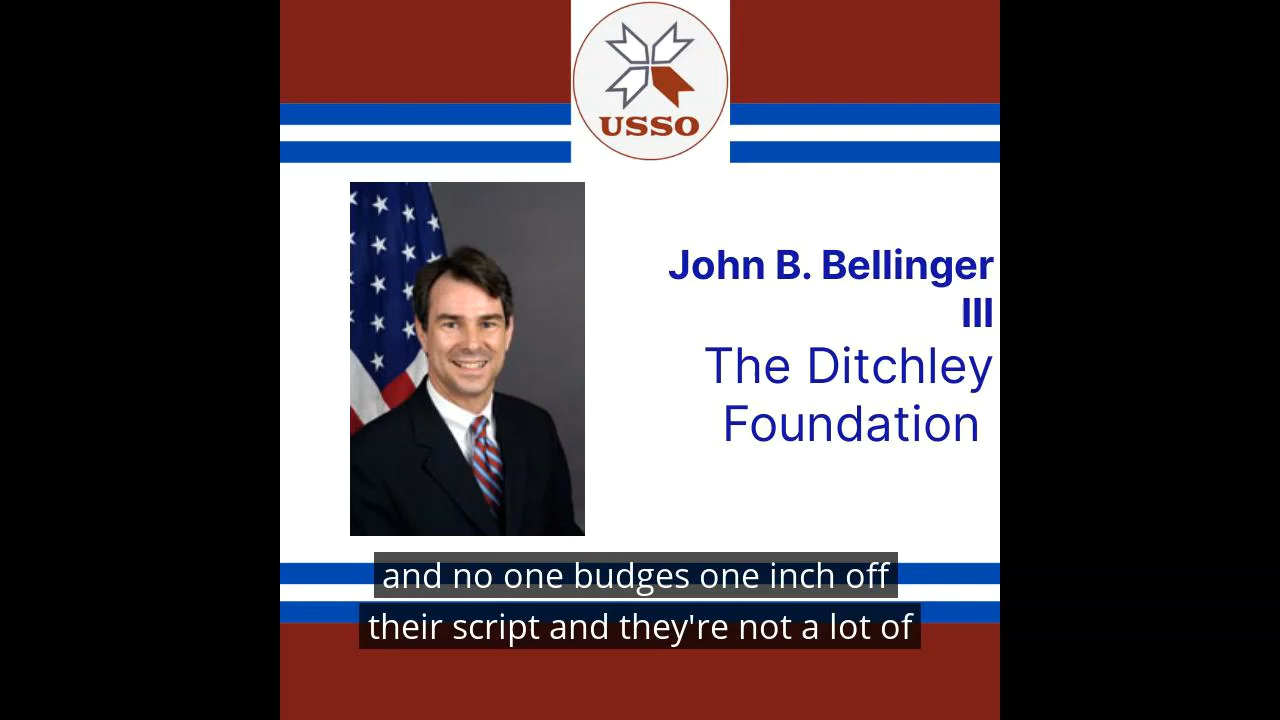 USSO
John B. Bellinger
III
The Ditchley
Foundation
and no one budges one inch off
their script and they're not a lot of